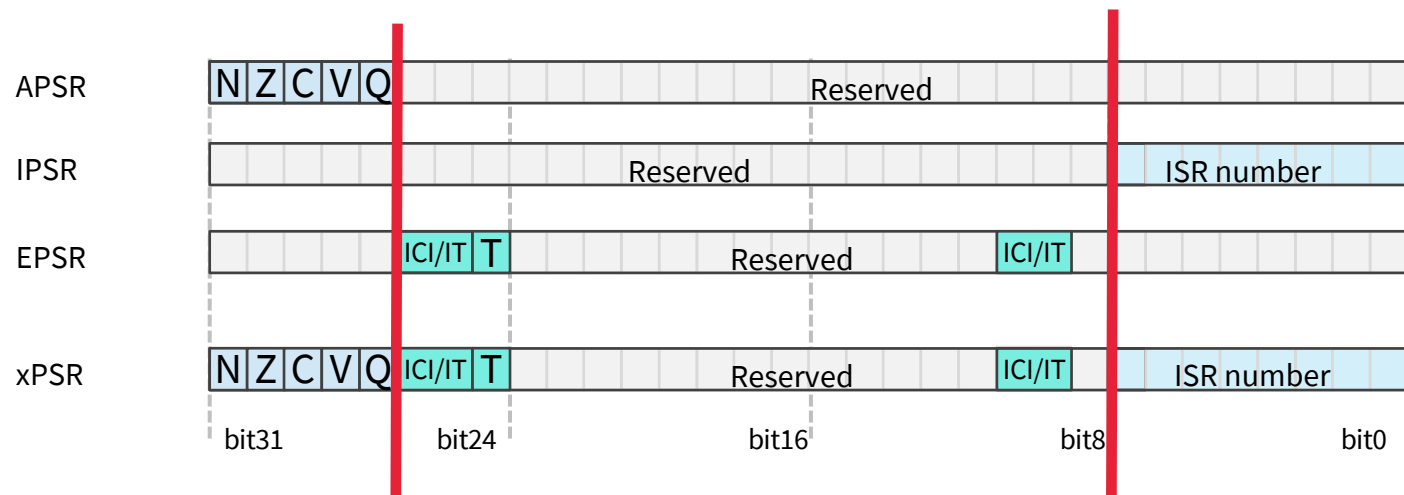 APSR N Z C V Q Reserved
IPSR Reserved ISR number
EPSR ICI/IT T Reserved ICI/IT
xPSR N Z C V Q ICI/IT T Reserved ICI/IT ISR number
bit31 bit24 bit16 bit8 bit0